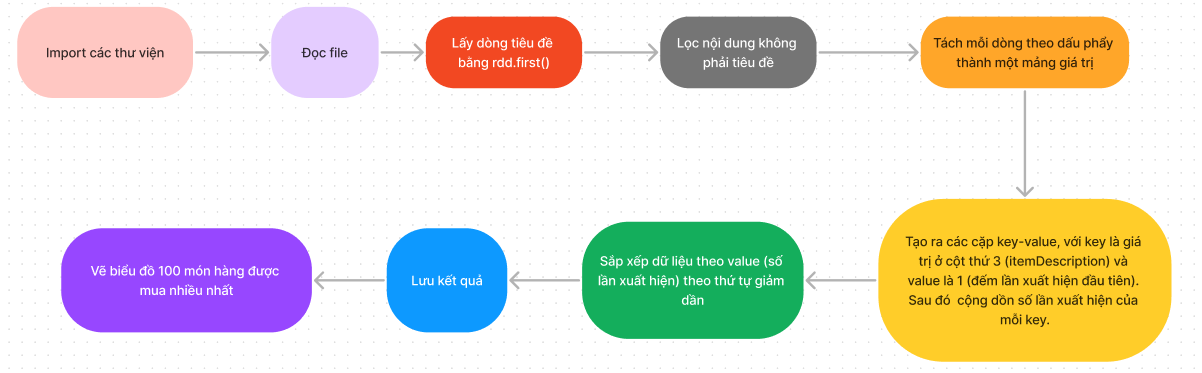 Import các thư viện
Đọc file
Lấy dòng tiêu đề
bằng rdd.first()
Lọc nội dung không
phải tiêu đề
Tách mỗi dòng theo dấu phẩy
thành một mảng giá trị
Tạo ra các cặp key-value, với key là giá
trị ở cột thứ 3 (itemDescription) và
value là 1 (đếm lần xuất hiện đầu tiên).
Sau đó cộng dồn số lần xuất hiện của
mỗi key.
Sắp xếp dữ liệu theo value (số
lần xuất hiện) theo thứ tự giảm
dần
Lưu kết quả
Vẽ biểu đồ 100 món hàng được
mua nhiều nhất